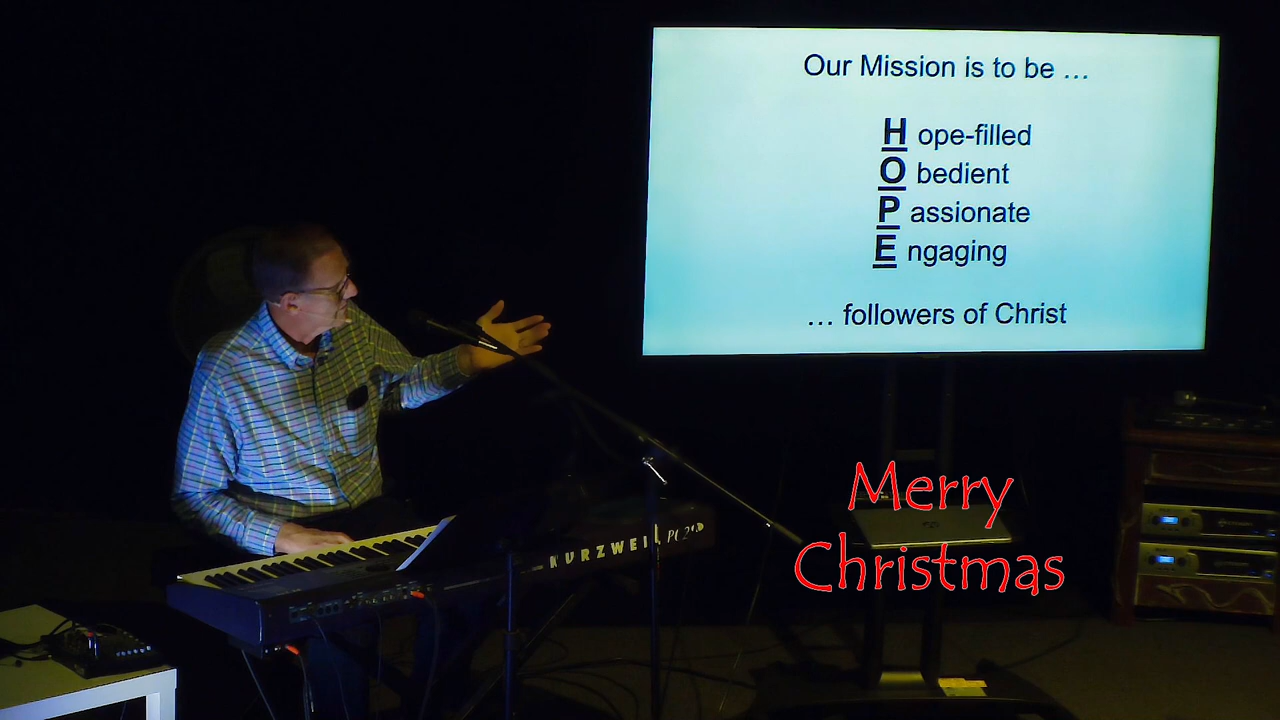 Our Mission is to be …
H ope-filled
O bedient
P assionate
E ngaging
… followers of Christ
Merry
Christmas
KURZWEIL